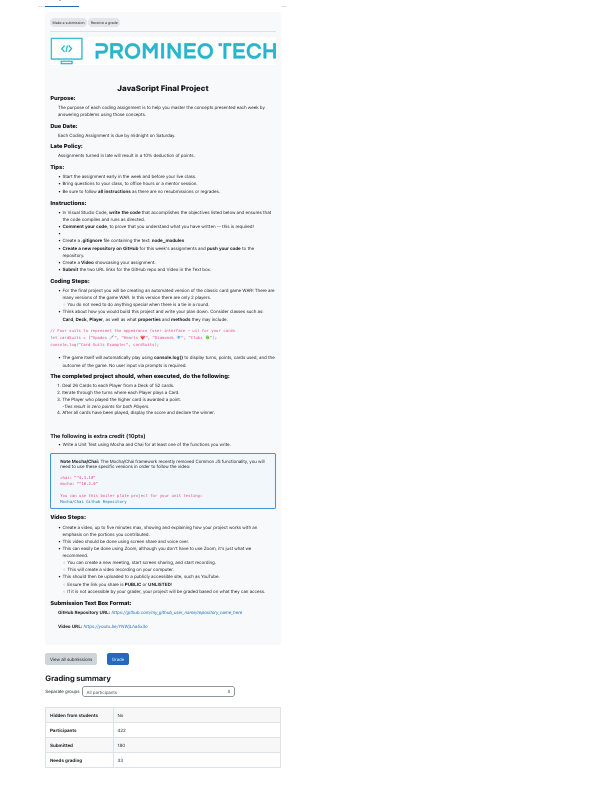 Make a submission Receive a grade
</> PROMINEO TECH
JavaScript Final Project
Purpose:
The purpose of each coding assignment is to help you master the concepts presented each week by
answering problems using those concepts.
Due Date:
Each Coding Assignment is due by midnight on Saturday.
Late Policy:
Assignments turned in late will result in a 10% deduction of points.
Tips:
• Start the assignment early in the week and before your live class.
• Bring questions to your class, to office hours or a mentor session.
• Be sure to follow all instructions as there are no resubmissions or regrades.
Instructions:
• In Visual Studio Code, write the code that accomplishes the objectives listed below and ensures that
the code compiles and runs as directed.
• Comment your code, to prove that you understand what you have written -- this is required!
•
• Create a .gitignore file containing the text: node_modules
• Create a new repository on GitHub for this week's assignments and push your code to the
repository.
• Create a Video showcasing your assignment.
• Submit the two URL links for the GitHub repo and Video in the Text box.
Coding Steps:
• For the final project you will be creating an automated version of the classic card game WAR! There are
many versions of the game WAR. In this version there are only 2 players.
○ You do not need to do anything special when there is a tie in a round.
• Think about how you would build this project and write your plan down. Consider classes such as:
Card, Deck, Player, as well as what properties and methods they may include.
// Four suits to represent the appearance (user interface - ui) for your cards
let cardSuits = ["Spades", "Hearts ❤️", "Diamonds 💎", "Clubs 🍀"];
console.log("Card Suits Example:", cardSuits);
• The game itself will automatically play using console.log() to display turns, points, cards used, and the
outcome of the game. No user input via prompts is required.
The completed project should, when executed, do the following:
1. Deal 26 Cards to each Player from a Deck of 52 cards.
2. Iterate through the turns where each Player plays a Card.
3. The Player who played the higher card is awarded a point.
-Ties result in zero points for both Players.
4. After all cards have been played, display the score and declare the winner.
The following is extra credit (10pts)
• Write a Unit Test using Mocha and Chai for at least one of the functions you write.
Note Mocha/Chai: The Mocha/Chai framework recently removed Common JS functionality, you will
need to use these specific versions in order to follow the video:
chai: "^4.3.10"
mocha: "^10.2.0"
You can use this boiler plate project for your unit testing:
Mocha/Chai Github Repository
Video Steps:
• Create a video, up to five minutes max, showing and explaining how your project works with an
emphasis on the portions you contributed.
• This video should be done using screen share and voice over.
• This can easily be done using Zoom, although you don't have to use Zoom, it's just what we
recommend.
○ You can create a new meeting, start screen sharing, and start recording.
○ This will create a video recording on your computer.
• This should then be uploaded to a publicly accessible site, such as YouTube.
○ Ensure the link you share is PUBLIC or UNLISTED!
○ If it is not accessible by your grader, your project will be graded based on what they can access.
Submission Text Box Format:
GitHub Repository URL: https://github.com/my_github_user_name/repository_name_here
Video URL:
View all submissions Grade
Grading summary
Separate groups All participants
Hidden from students No
Participants 422
Submitted 180
Needs grading 33